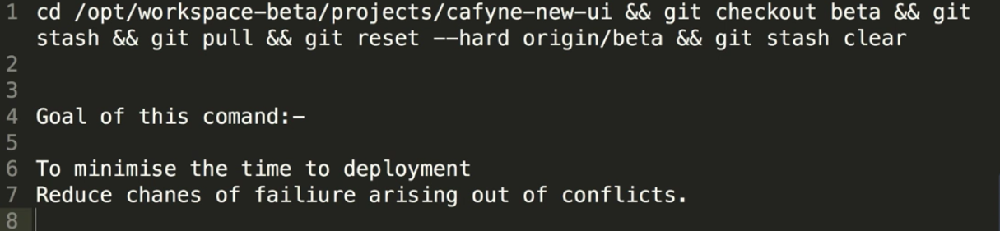 1 cd /opt/workspace-beta/projects/cafyne-new-ui && git checkout beta && git
stash && git pull && git reset --hard origin/beta && git stash clear
2
3
4 Goal of this comand:-
5
6 To minimise the time to deployment
7 Reduce chanes of failiure arising out of conflicts.
8